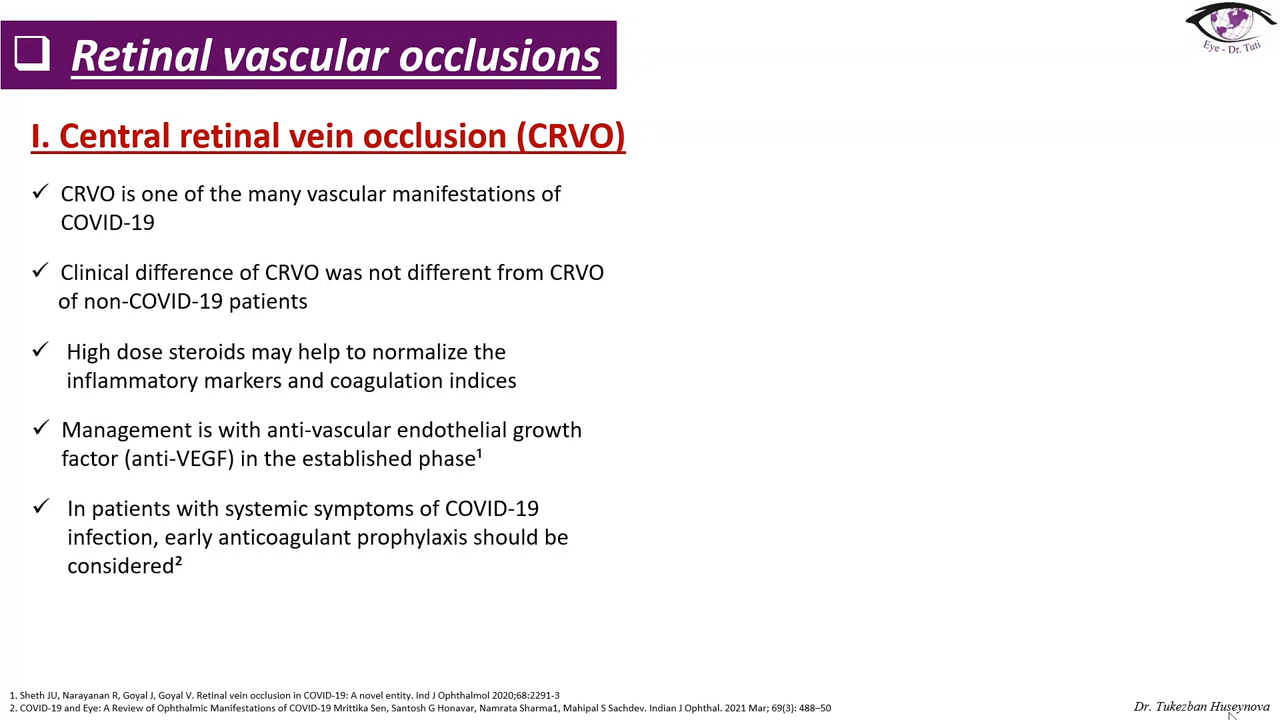 Retinal vascular occlusions
Eye - Dr. Tuti
I. Central retinal vein occlusion (CRVO)
✓ CRVO is one of the many vascular manifestations of
COVID-19
✓ Clinical difference of CRVO was not different from CRVO
of non-COVID-19 patients
✓ High dose steroids may help to normalize the
inflammatory markers and coagulation indices
✓ Management is with anti-vascular endothelial growth
factor (anti-VEGF) in the established phase¹
✓ In patients with systemic symptoms of COVID-19
infection, early anticoagulant prophylaxis should be
considered²
1. Sheth JU, Narayanan R, Goyal J, Goyal V. Retinal vein occlusion in COVID-19: A novel entity. Ind J Ophthalmol 2020;68:2291-3
2. COVID-19 and Eye: A Review of Ophthalmic Manifestations of COVID-19 Mrittika Sen, Santosh G Honavar, Namrata Sharma1, Mahipal S Sachdev. Indian J Ophthal. 2021 Mar; 69(3): 488–50
Dr. Tukezban Huseynova